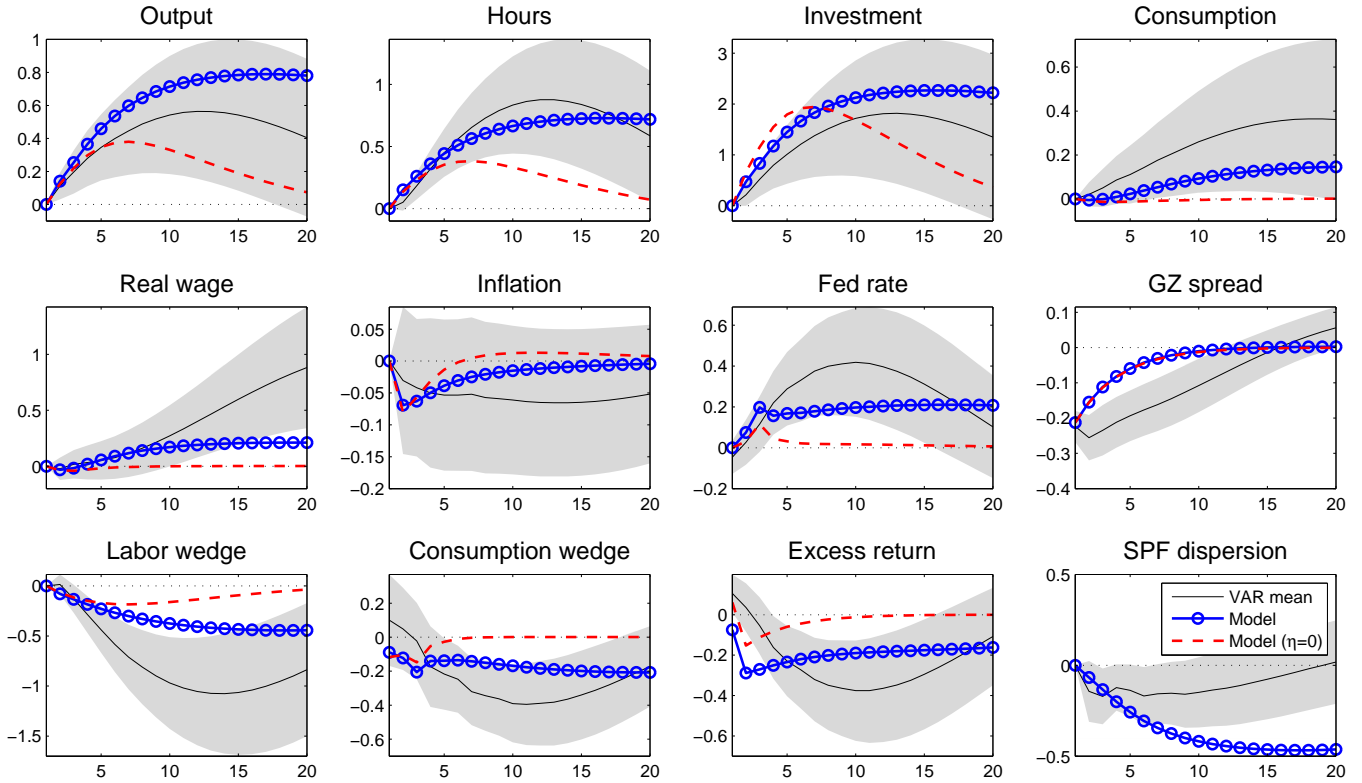 Output Hours Investment Consumption
1 0.8 0.6 0.4 0.2 0
1 0.5 0
3 2 1 0
0.6 0.4 0.2 0
5 10 15 20 5 10 15 20 5 10 15 20 5 10 15 20
Real wage Inflation Fed rate GZ spread
1 0.5 0
0.05 0 −0.05 −0.1 −0.15 −0.2
0.6 0.4 0.2 0 −0.2
0.1 0 −0.1 −0.2 −0.3 −0.4
5 10 15 20 5 10 15 20 5 10 15 20 5 10 15 20
Labor wedge Consumption wedge Excess return SPF dispersion
0 −0.5 −1 −1.5
0.2 0 −0.2 −0.4 −0.6
0.2 0 −0.2 −0.4 −0.6
0.5 0 −0.5
VAR mean
Model
Model (η=0)
5 10 15 20 5 10 15 20 5 10 15 20 5 10 15 20